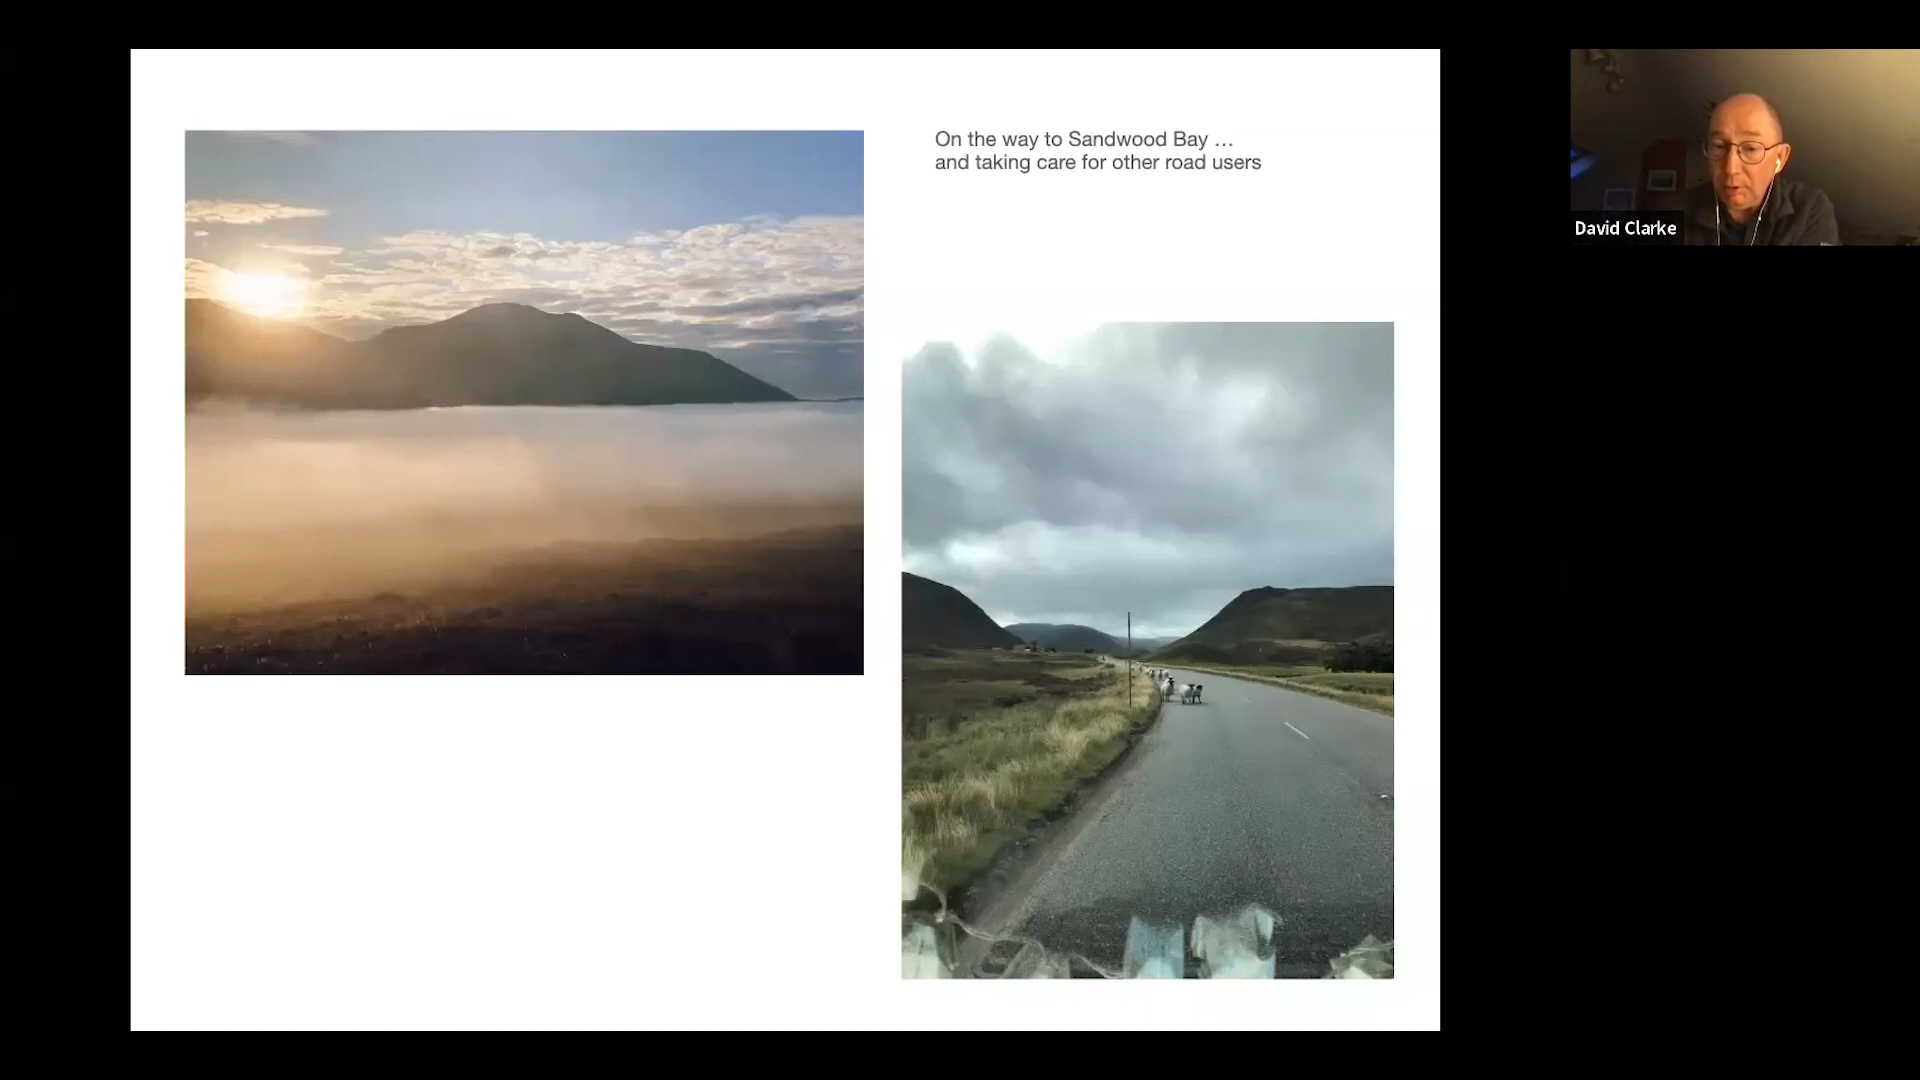 On the way to Sandwood Bay …
and taking care for other road users
David Clarke